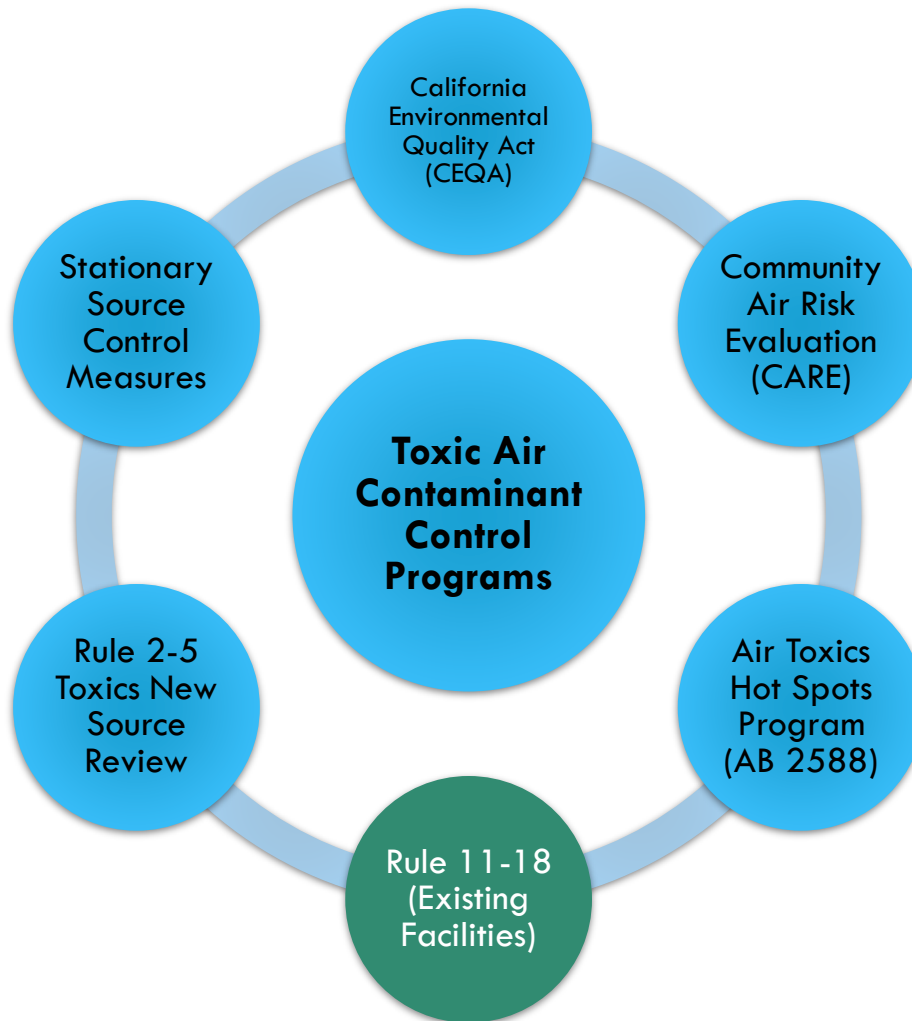 California
Environmental
Quality Act
(CEQA)
Stationary
Source
Control
Measures
Community
Air Risk
Evaluation
(CARE)
Toxic Air
Contaminant
Control
Programs
Rule 2-5
Toxics New
Source
Review
Air Toxics
Hot Spots
Program
(AB 2588)
Rule 11-18
(Existing
Facilities)